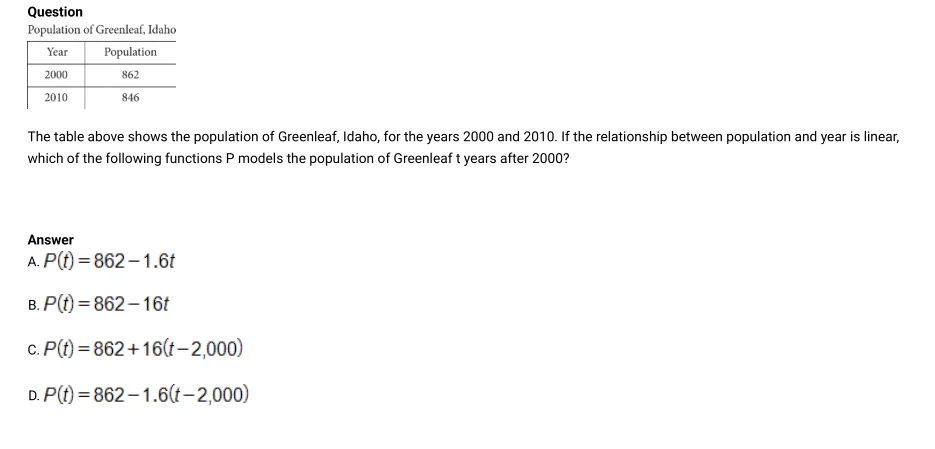 Question
Population of Greenleaf, Idaho
Year Population
2000 862
2010 846
The table above shows the population of Greenleaf, Idaho, for the years 2000 and 2010. If the relationship between population and year is linear,
which of the following functions P models the population of Greenleaf t years after 2000?
Answer
A. P(t) = 862 – 1.6t
B. P(t) = 862 – 16t
C. P(t) = 862 + 16(t – 2,000)
D. P(t) = 862 – 1.6(t – 2,000)